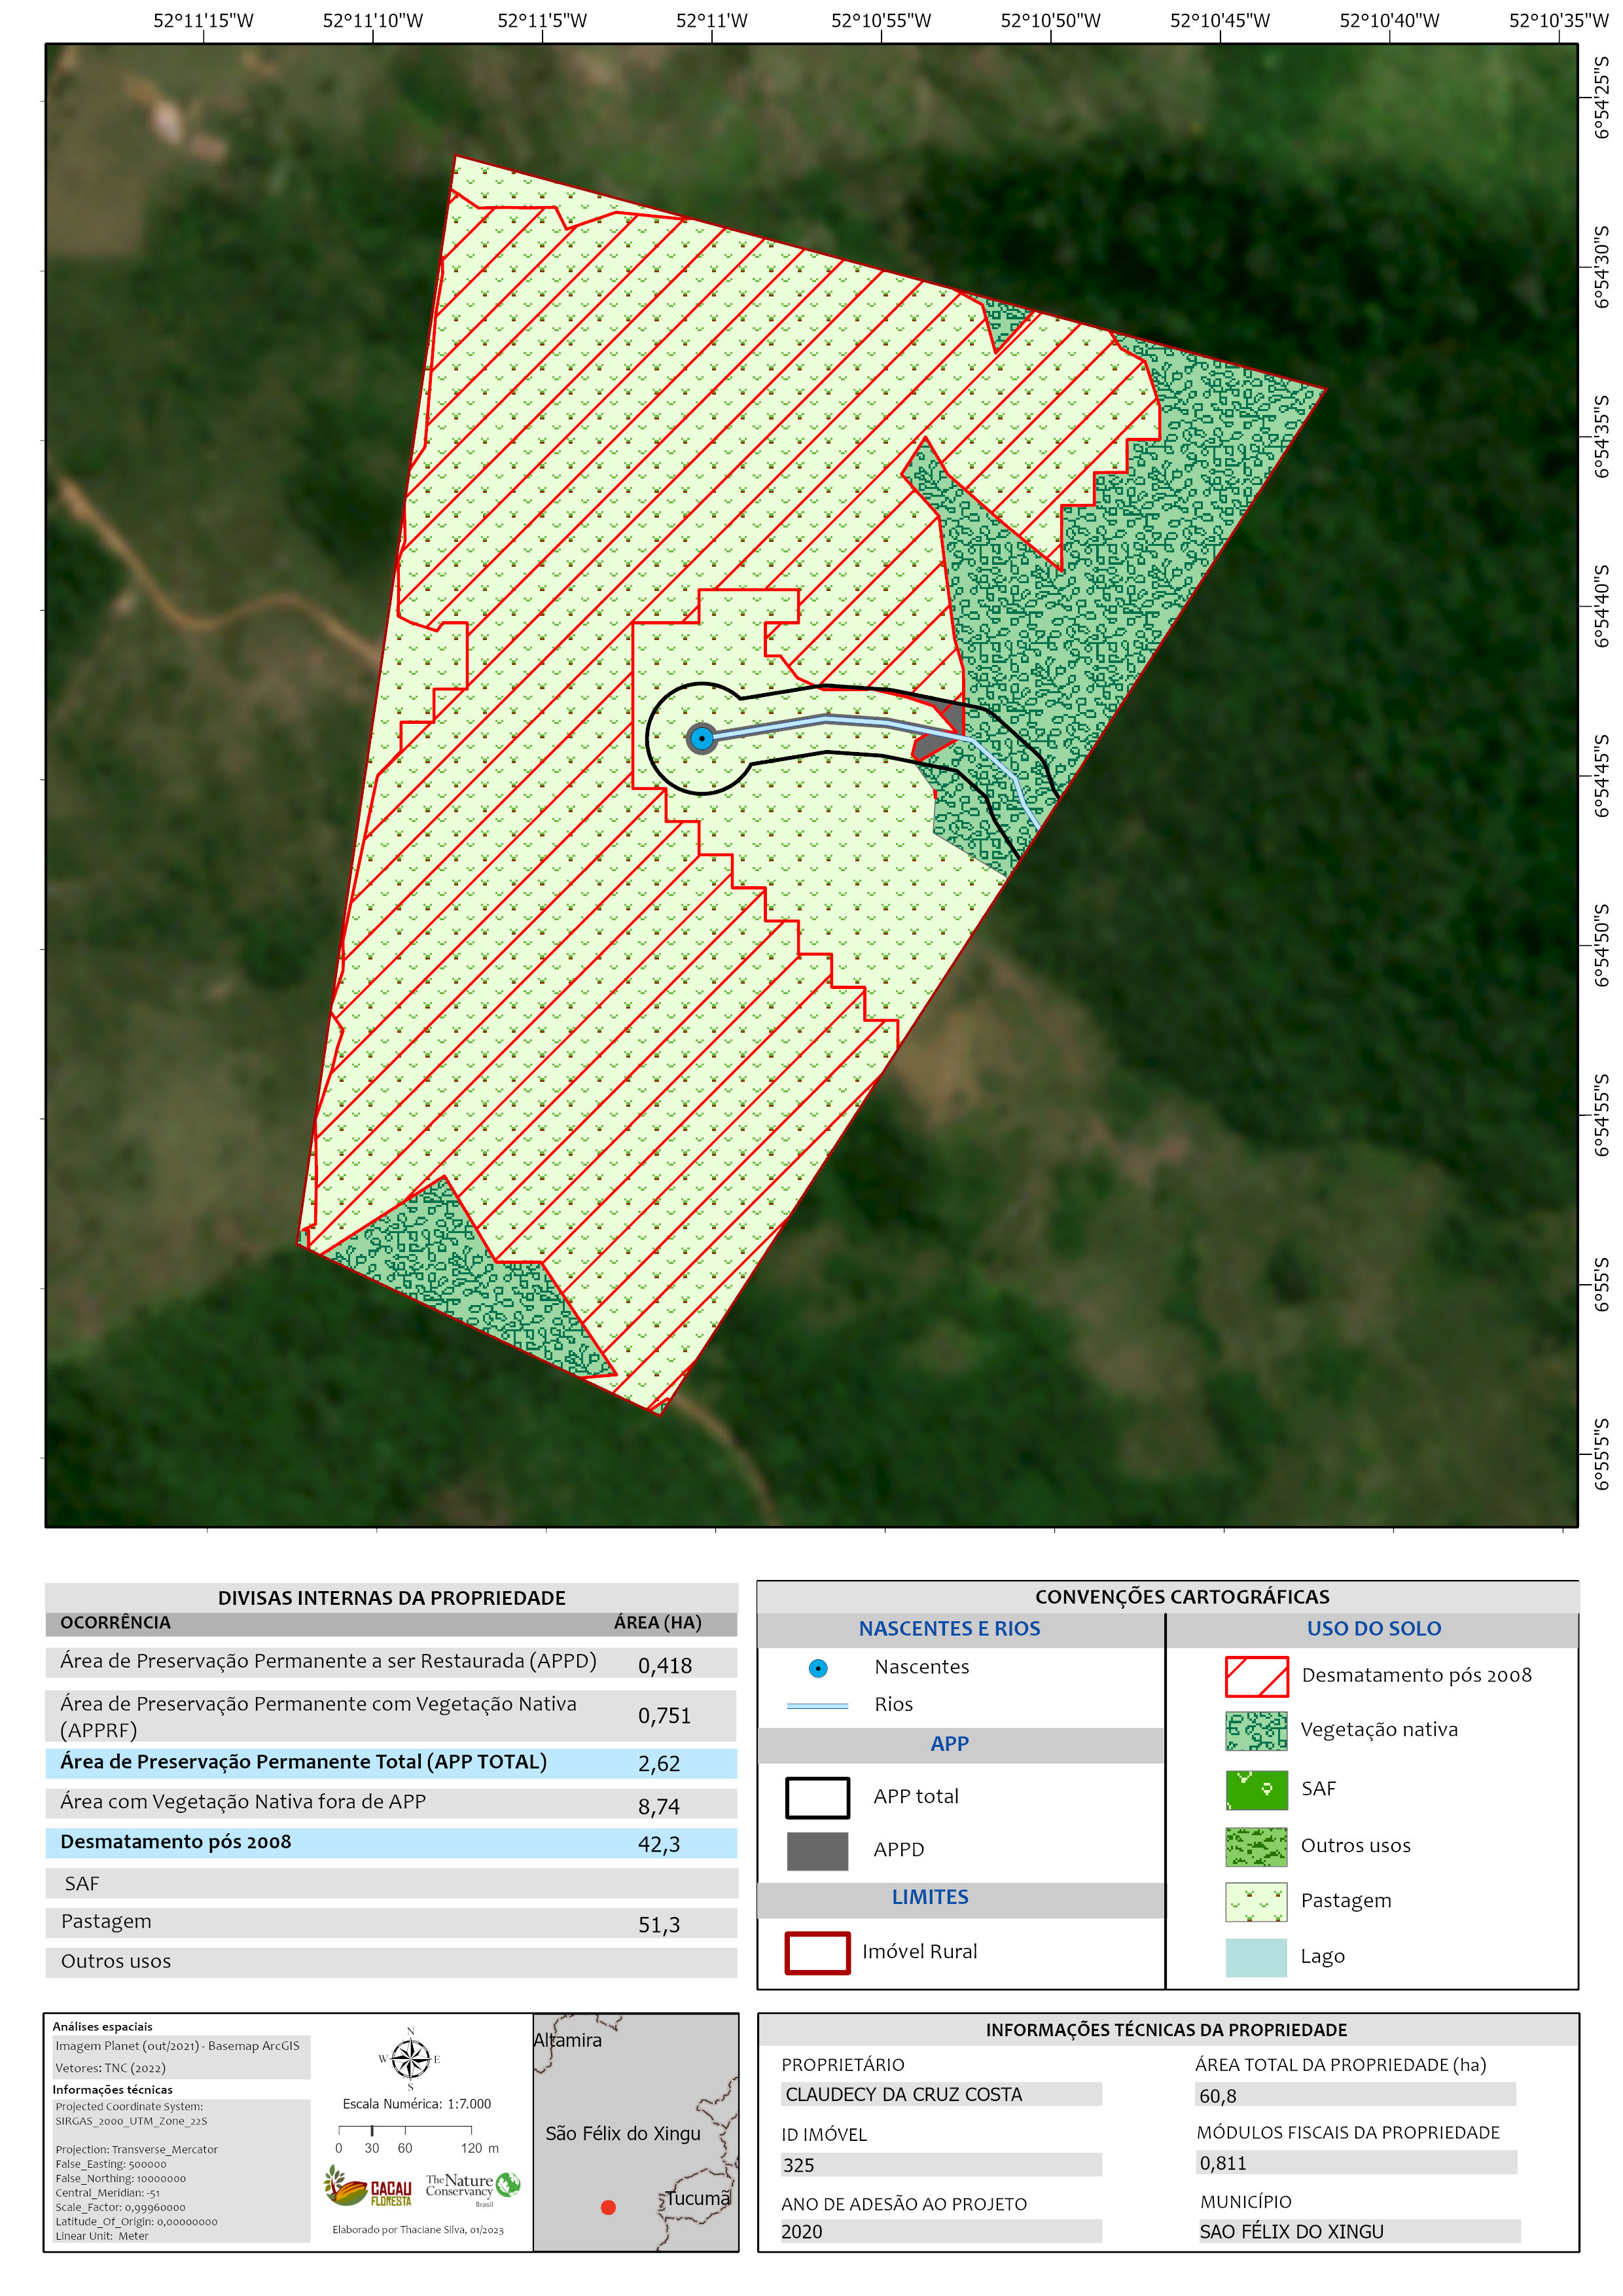 52°11'15"W 52°11'10"W 52°11'5"W 52°11'W 52°10'55"W 52°10'50"W 52°10'45"W 52°10'40"W 52°10'35"W
6°54'25"S
6°54'30"S
6°54'35"S
6°54'40"S
6°54'45"S
6°54'50"S
6°54'55"S
6°55'S
6°55'5"S
DIVISAS INTERNAS DA PROPRIEDADE
OCORRÊNCIA ÁREA (HA)
Área de Preservação Permanente a ser Restaurada (APPD) 0,418
Área de Preservação Permanente com Vegetação Nativa
(APPRF) 0,751
Área de Preservação Permanente Total (APP TOTAL) 2,62
Área com Vegetação Nativa fora de APP 8,74
Desmatamento pós 2008 42,3
SAF
Pastagem 51,3
Outros usos
CONVENÇÕES CARTOGRÁFICAS
NASCENTES E RIOS
Nascentes
Rios
APP
APP total
APPD
LIMITES
Imóvel Rural
USO DO SOLO
Desmatamento pós 2008
Vegetação nativa
SAF
Outros usos
Pastagem
Lago
Análises espaciais
Imagem Planet (out/2021) - Basemap ArcGIS
Vetores: TNC (2022)
Informações técnicas
Projected Coordinate System:
SIRGAS_2000_UTM_Zone_22S
Projection: Transverse_Mercator
False_Easting: 500000
False_Northing: 10000000
Central_Meridian: -51
Scale_Factor: 0,99960000
Latitude_Of_Origin: 0,00000000
Linear Unit: Meter
N
W E
S
Escala Numérica: 1:7.000
0 30 60 120 m
CACAU
FLORESTA
The Nature
Conservancy
Brasil
Elaborado por Thaciane Silva, 01/2023
Altamira
São Félix do Xingu
Tucumã
INFORMAÇÕES TÉCNICAS DA PROPRIEDADE
PROPRIETÁRIO
CLAUDECY DA CRUZ COSTA
ID IMÓVEL
325
ANO DE ADESÃO AO PROJETO
2020
ÁREA TOTAL DA PROPRIEDADE (ha)
60,8
MÓDULOS FISCAIS DA PROPRIEDADE
0,811
MUNICÍPIO
SAO FÉLIX DO XINGU